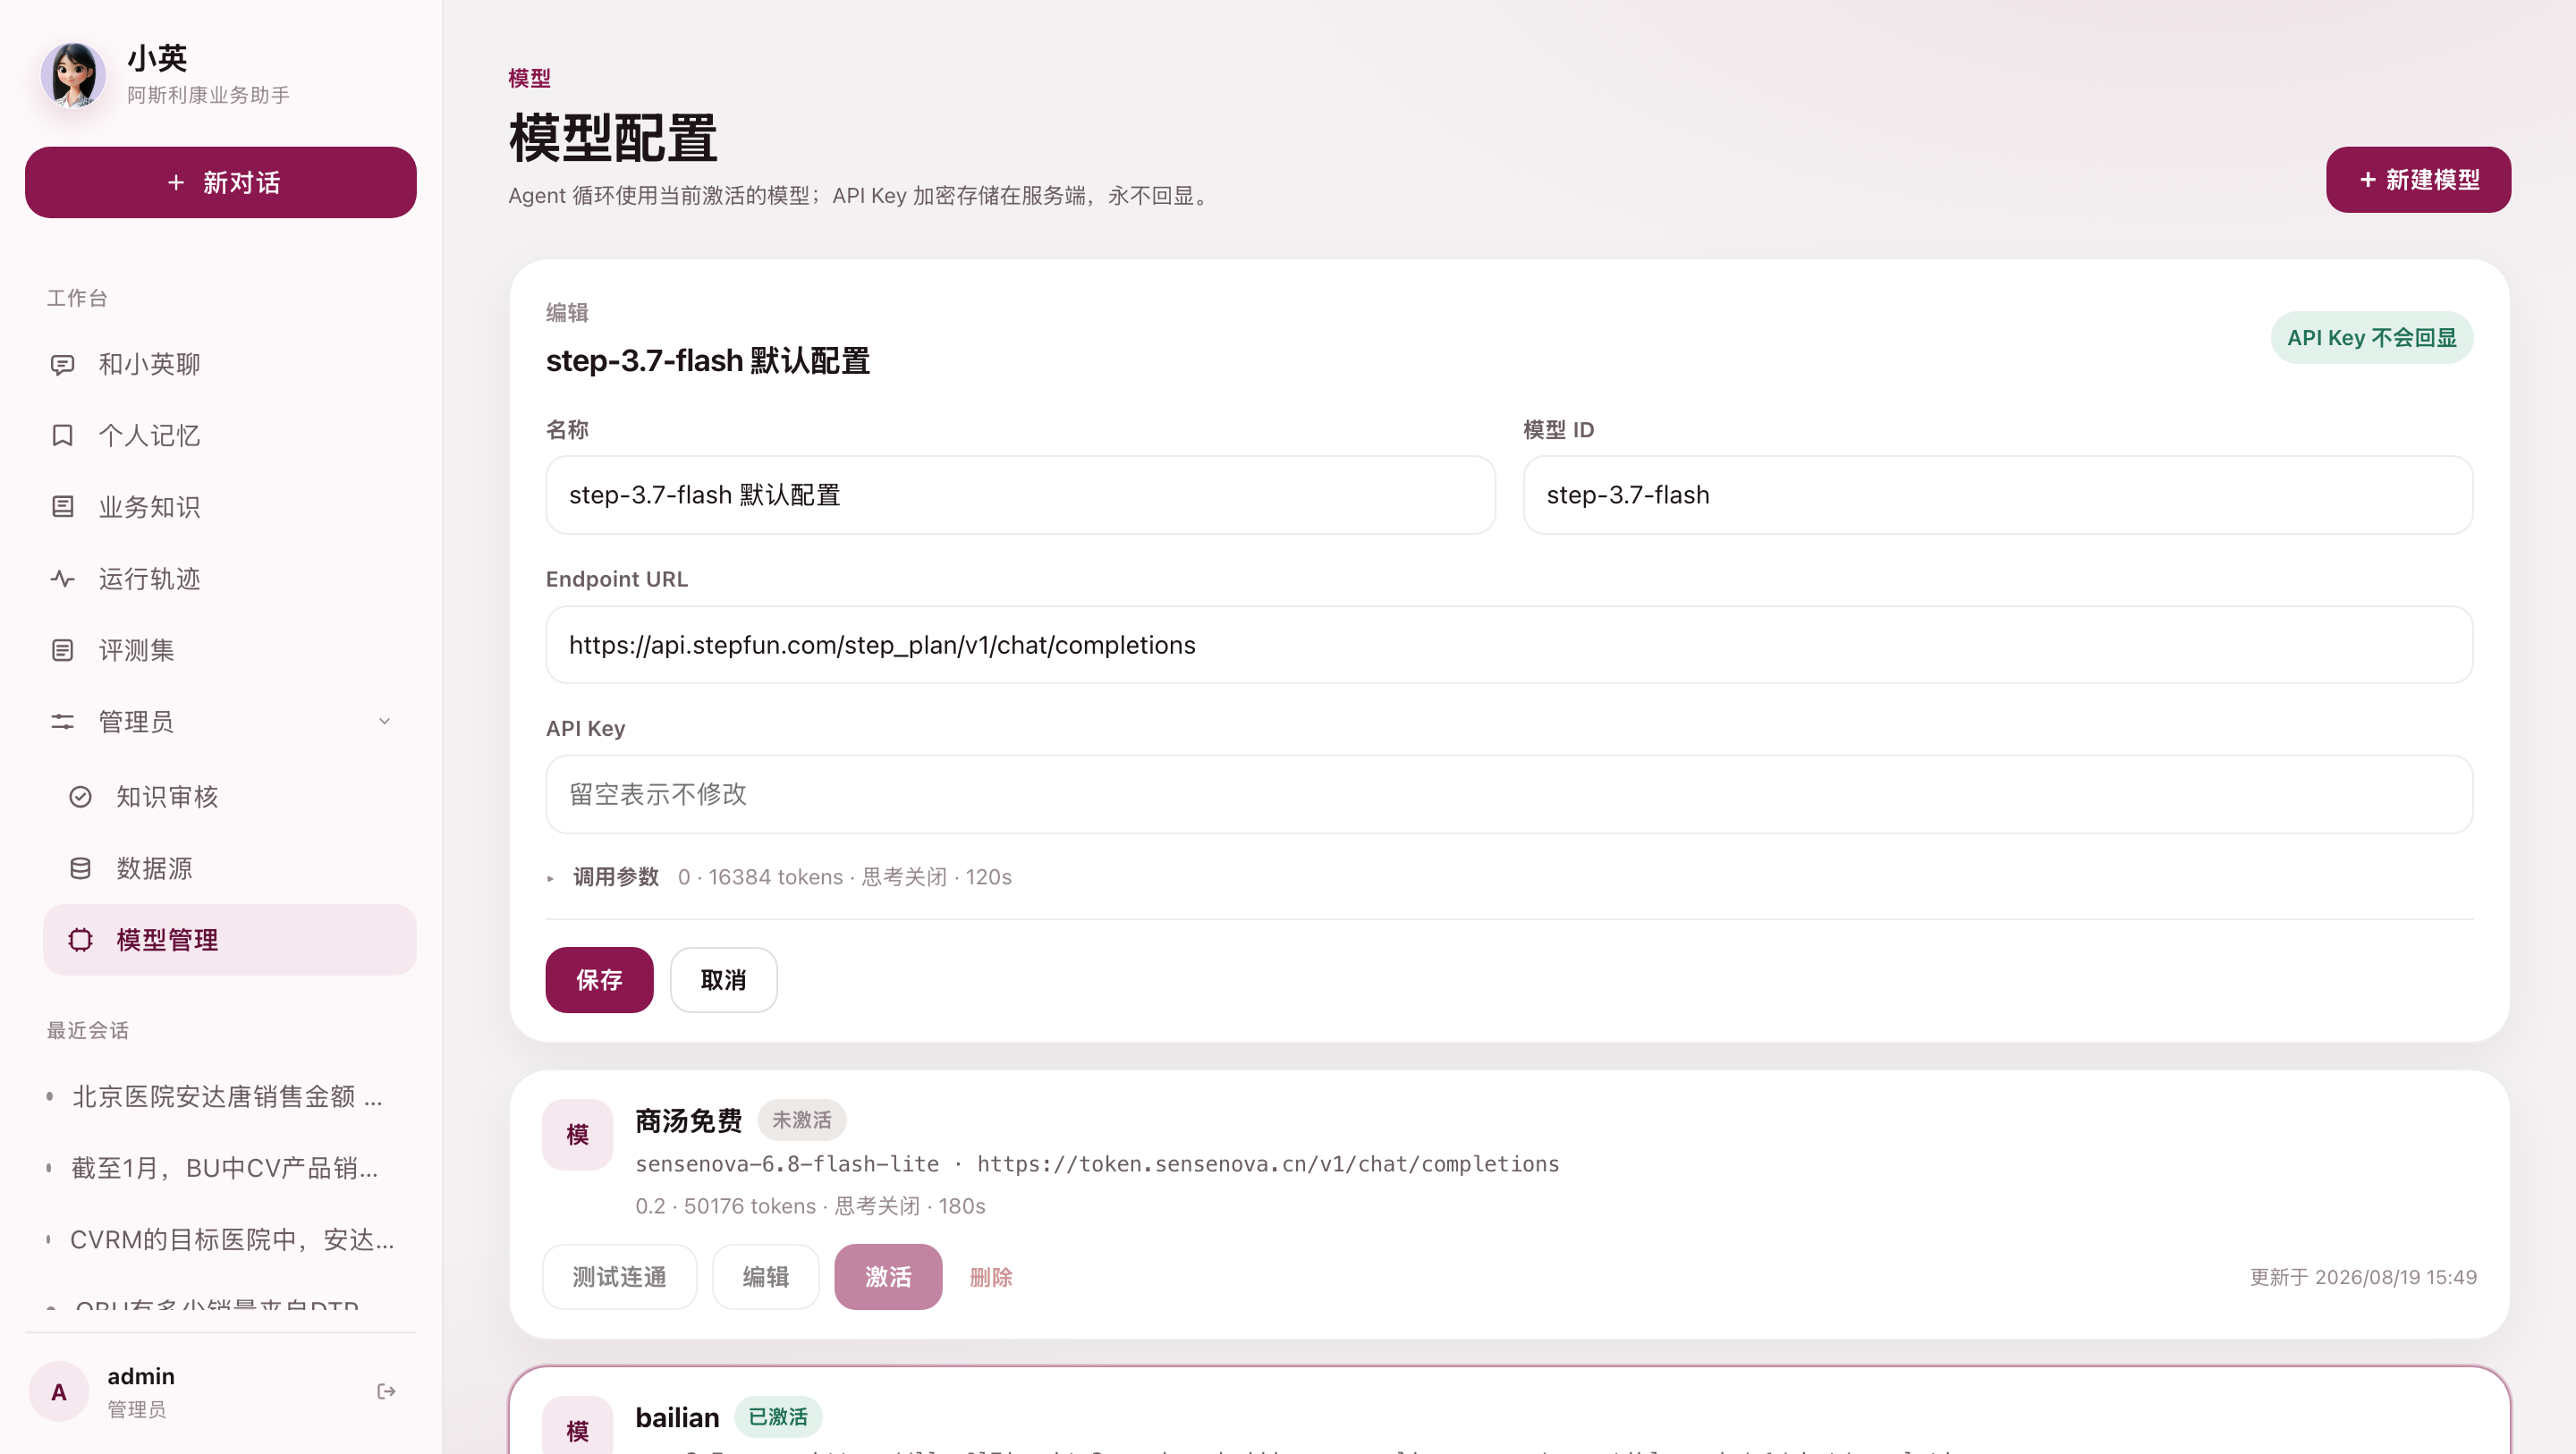 小英
阿斯利康业务助手
+ 新对话
工作台
和小英聊
个人记忆
业务知识
运行轨迹
评测集
管理员
知识审核
数据源
模型管理
最近会话
北京医院安达唐销售金额 ...
截至1月，BU中CV产品销...
CVRM的目标医院中，安达...
A
admin
管理员
模型
模型配置
Agent 循环使用当前激活的模型；API Key 加密存储在服务端，永不回显。
+ 新建模型
编辑
step-3.7-flash 默认配置
API Key 不会回显
名称
step-3.7-flash 默认配置
模型 ID
step-3.7-flash
Endpoint URL
https://api.stepfun.com/step_plan/v1/chat/completions
API Key
留空表示不修改
调用参数 0 · 16384 tokens · 思考关闭 · 120s
保存 取消
模
商汤免费 未激活
sensenova-6.8-flash-lite · https://token.sensenova.cn/v1/chat/completions
0.2 · 50176 tokens · 思考关闭 · 180s
测试连通 编辑 激活 删除
更新于 2026/08/19 15:49
模
bailian 已激活